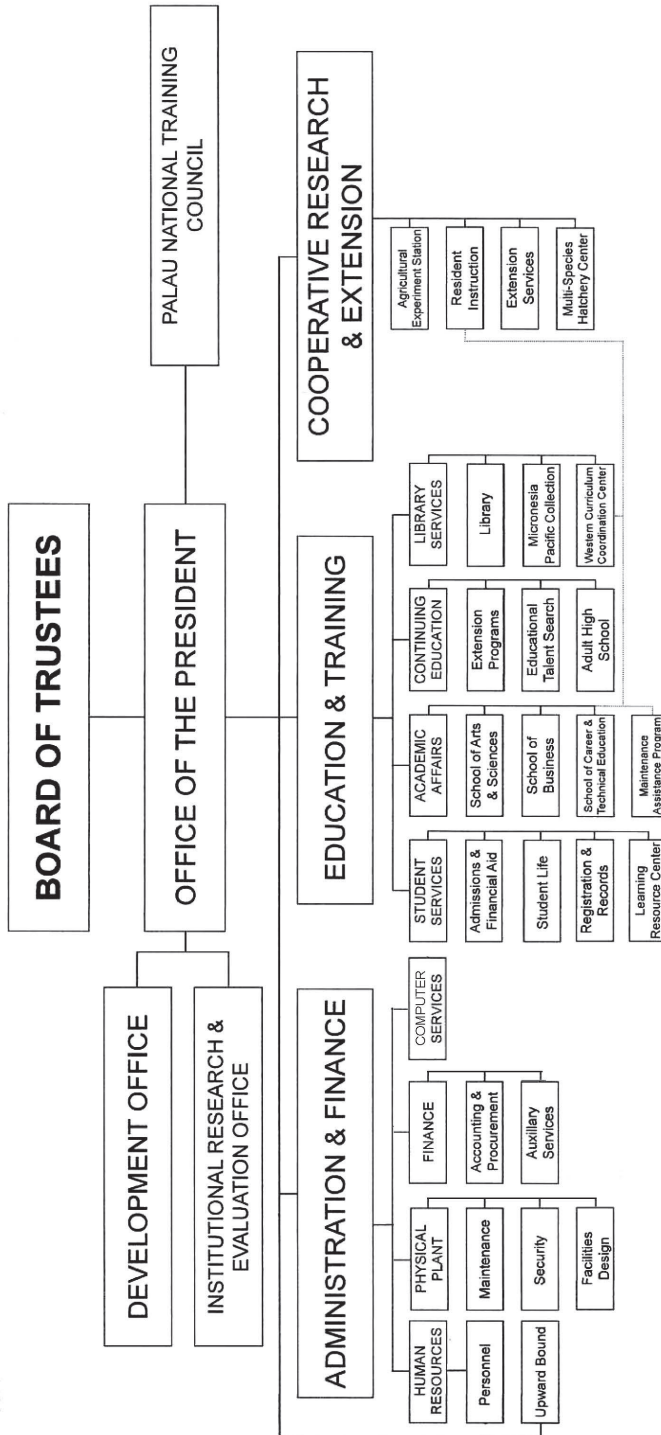 BOARD OF TRUSTEES
DEVELOPMENT OFFICE
INSTITUTIONAL RESEARCH &
EVALUATION OFFICE
OFFICE OF THE PRESIDENT
PALAU NATIONAL TRAINING
COUNCIL
ADMINISTRATION & FINANCE
EDUCATION & TRAINING
COOPERATIVE RESEARCH
& EXTENSION
HUMAN
RESOURCES
Personnel
Upward Bound
PHYSICAL
PLANT
Maintenance
Security
Facilities
Design
FINANCE
Accounting &
Procurement
Auxillary
Services
COMPUTER
SERVICES
STUDENT
SERVICES
Admissions &
Financial Aid
Student Life
Registration &
Records
Learning
Resource Center
ACADEMIC
AFFAIRS
School of Arts
& Sciences
School of
Business
School of Career &
Technical Education
Maintenance
Assistance Program
CONTINUING
EDUCATION
Extension
Programs
Educational
Talent Search
Adult High
School
LIBRARY
SERVICES
Library
Micronesia
Pacific Collection
Western Curriculum
Coordination Center
Agricultural
Experiment Station
Resident
Instruction
Extension
Services
Multi-Species
Hatchery Center